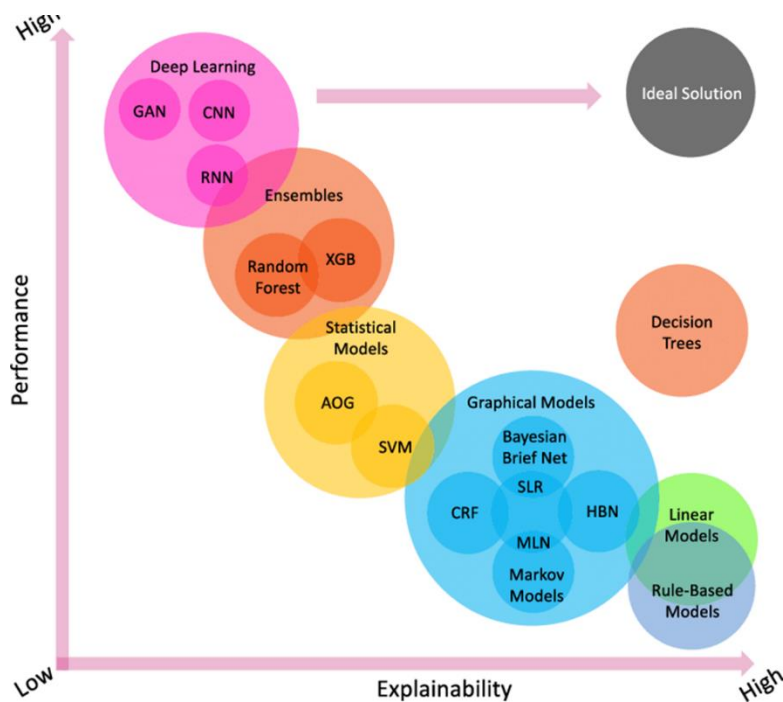 High
Deep Learning
GAN
CNN
RNN
Ideal Solution
Ensembles
Random
Forest
XGB
Statistical
Models
AOG
SVM
Decision
Trees
Graphical Models
Bayesian
Brief Net
SLR
CRF
HBN
MLN
Markov
Models
Linear
Models
Rule-Based
Models
Performance
Low
Explainability
High